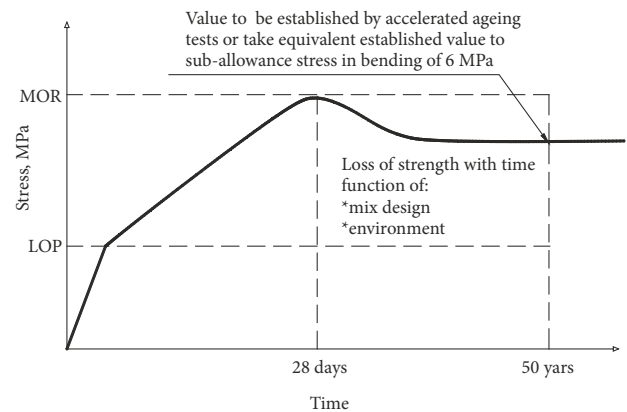 Value to be established by accelerated ageing
tests or take equivalent established value to
sub-allowance stress in bending of 6 MPa
MOR
Stress, MPa
Loss of strength with time
function of:
*mix design
*environment
LOP
28 days
50 yars
Time